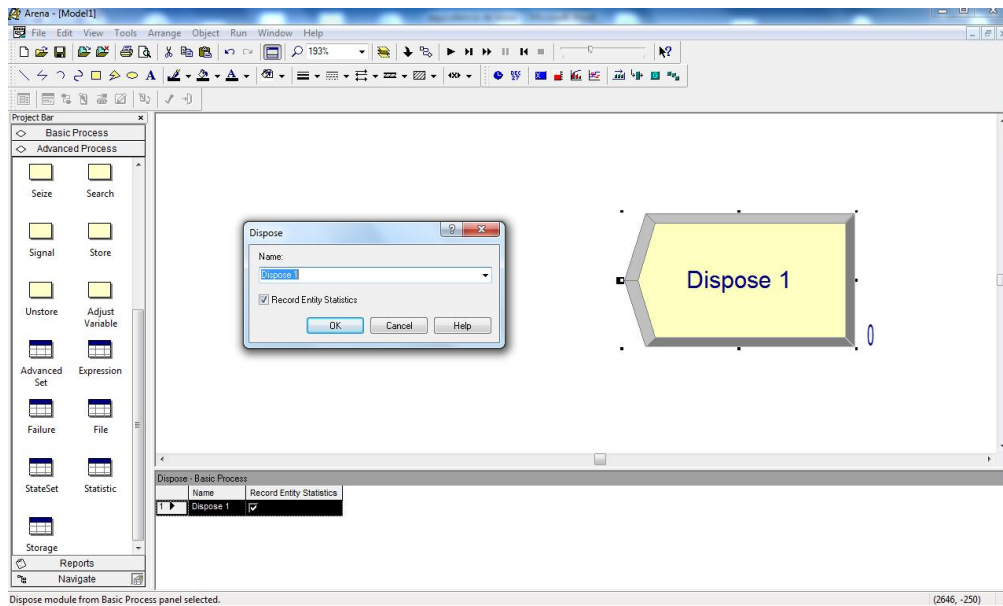 Arena - [Model1]
File Edit View Tools Arrange Object Run Window Help
193%
Project Bar
Basic Process
Advanced Process
Seize Search
Signal Store
Unstore Adjust Variable
Advanced Set Expression
Failure File
StateSet Statistic
Storage
Reports
Navigate
Dispose
Name:
Dispose 1
Record Entity Statistics
OK Cancel Help
Dispose 1
0
Dispose - Basic Process
Name Record Entity Statistics
1 Dispose 1
Dispose module from Basic Process panel selected. (2646, -250)